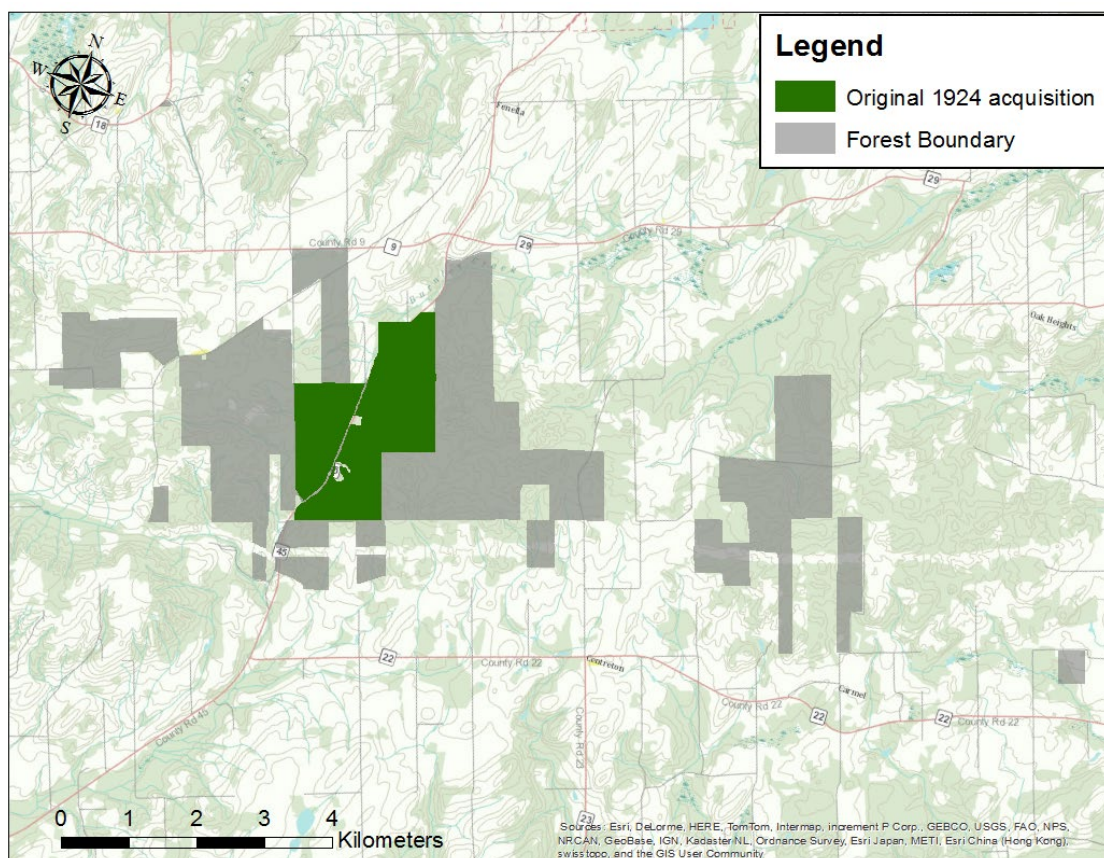 Legend
Original 1924 acquisition
Forest Boundary
N
W
E
S
18
Fenella
29
County Rd 9
9
29
County Rd 29
Oak Heights
45
22
County Rd 22
Centreton
Carmel
County Rd 22
22
22
County Rd 22
County Rd 45
County Rd 23
23
0 1 2 3 4
Kilometers
Sources: Esri, DeLorme, HERE, TomTom, Intermap, increment P Corp., GEBCO, USGS, FAO, NPS,
NRCAN, GeoBase, IGN, Kadaster NL, Ordnance Survey, Esri Japan, METI, Esri China (Hong Kong),
swisstopo, and the GIS User Community